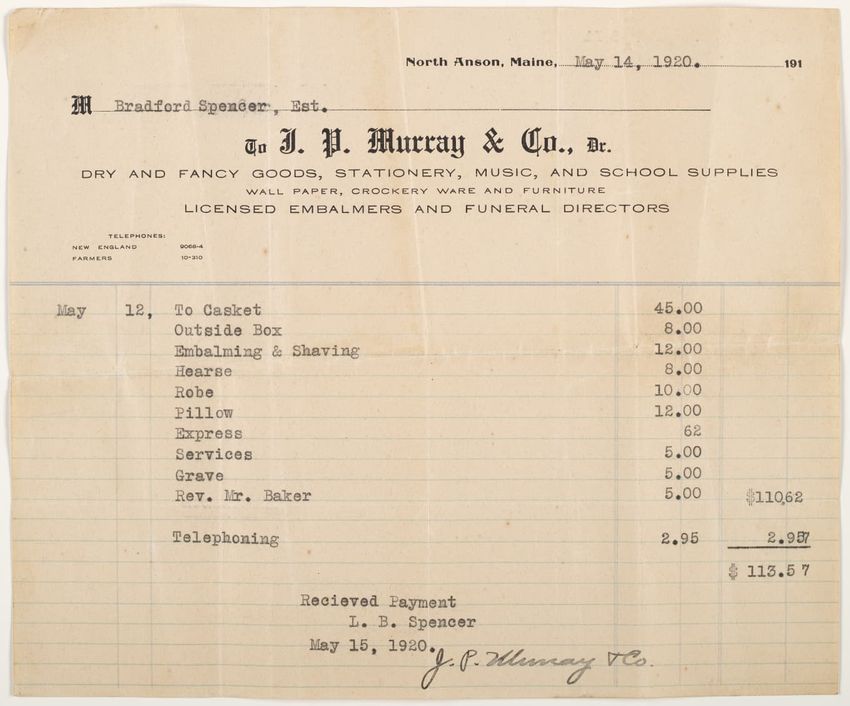 North Anson, Maine, May 14, 1920. 191
M Bradford Spencer, Est.
To J. P. Murray & Co., Dr.
DRY AND FANCY GOODS, STATIONERY, MUSIC, AND SCHOOL SUPPLIES
WALL PAPER, CROCKERY WARE AND FURNITURE
LICENSED EMBALMERS AND FUNERAL DIRECTORS
TELEPHONES:
NEW ENGLAND 9068-4
FARMERS 10-310
May 12, To Casket 45.00
Outside Box 8.00
Embalming & Shaving 12.00
Hearse 8.00
Robe 10.00
Pillow 12.00
Express 62
Services 5.00
Grave 5.00
Rev. Mr. Baker 5.00 $110.62
Telephoning 2.95 2.95
$ 113.57
Recieved Payment
L. B. Spencer
May 15, 1920.
J. P. Murray & Co.